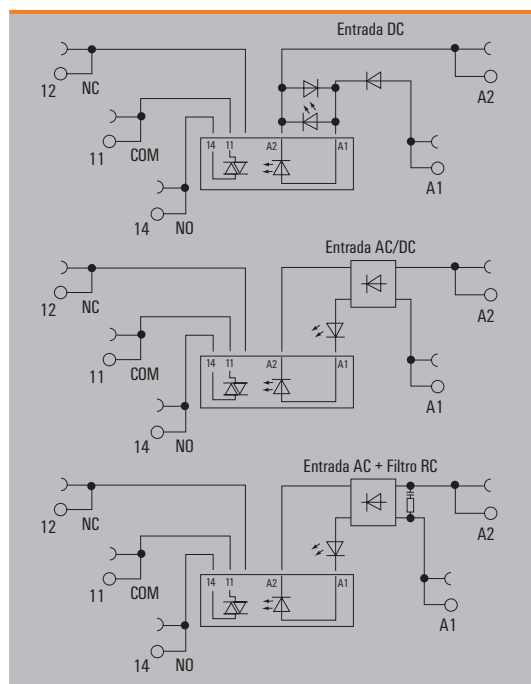 Entrada DC
12 NC
A2
11 COM
14 11 A2 A1
A1
14 NO
Entrada AC/DC
12 NC
A2
11 COM
14 11 A2 A1
A1
14 NO
Entrada AC + Filtro RC
12 NC
A2
11 COM
14 11 A2 A1
A1
14 NO